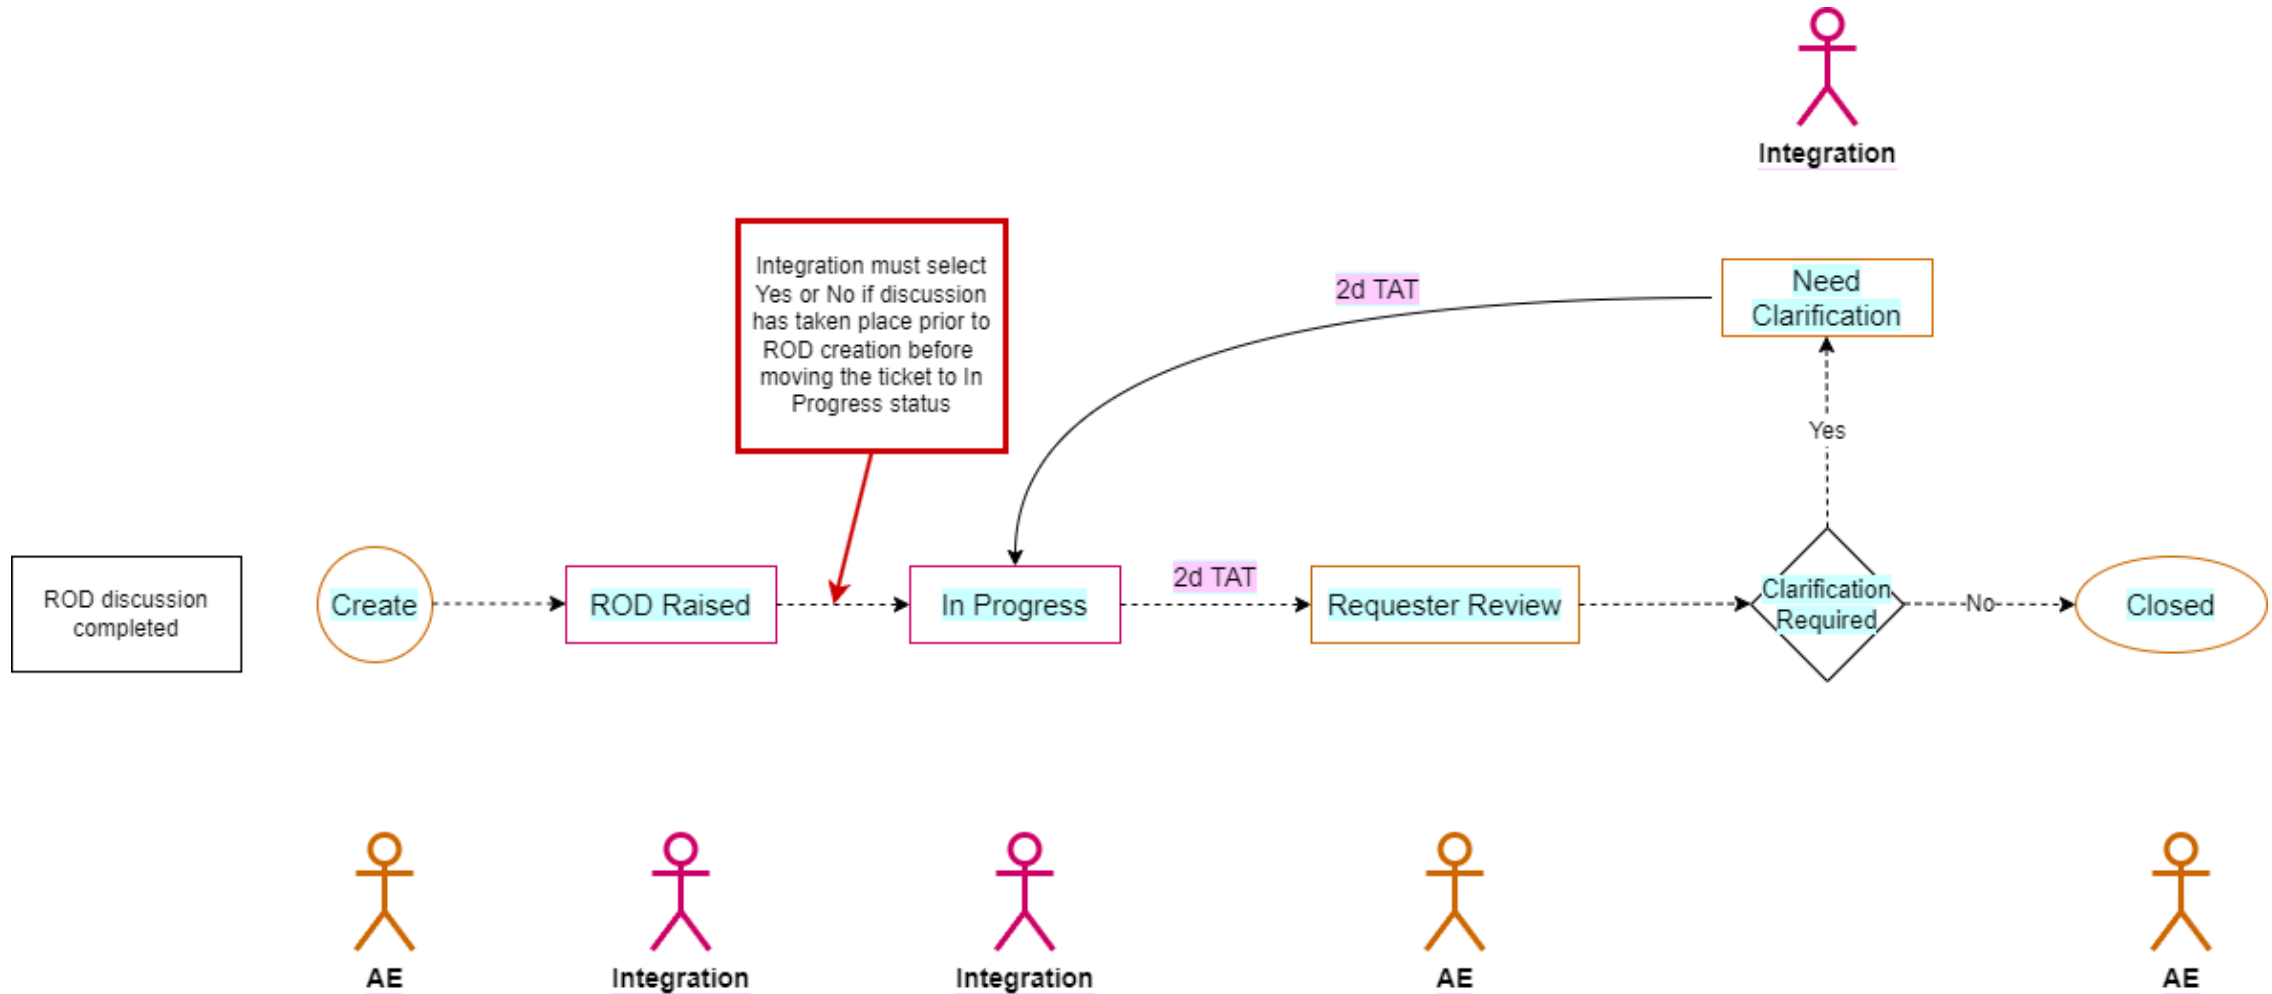 Integration
Integration must select
Yes or No if discussion
has taken place prior to
ROD creation before
moving the ticket to In
Progress status
2d TAT
Need
Clarification
Yes
ROD discussion
completed
Create
ROD Raised
In Progress
2d TAT
Requester Review
Clarification
Required
No
Closed
AE
Integration
Integration
AE
AE